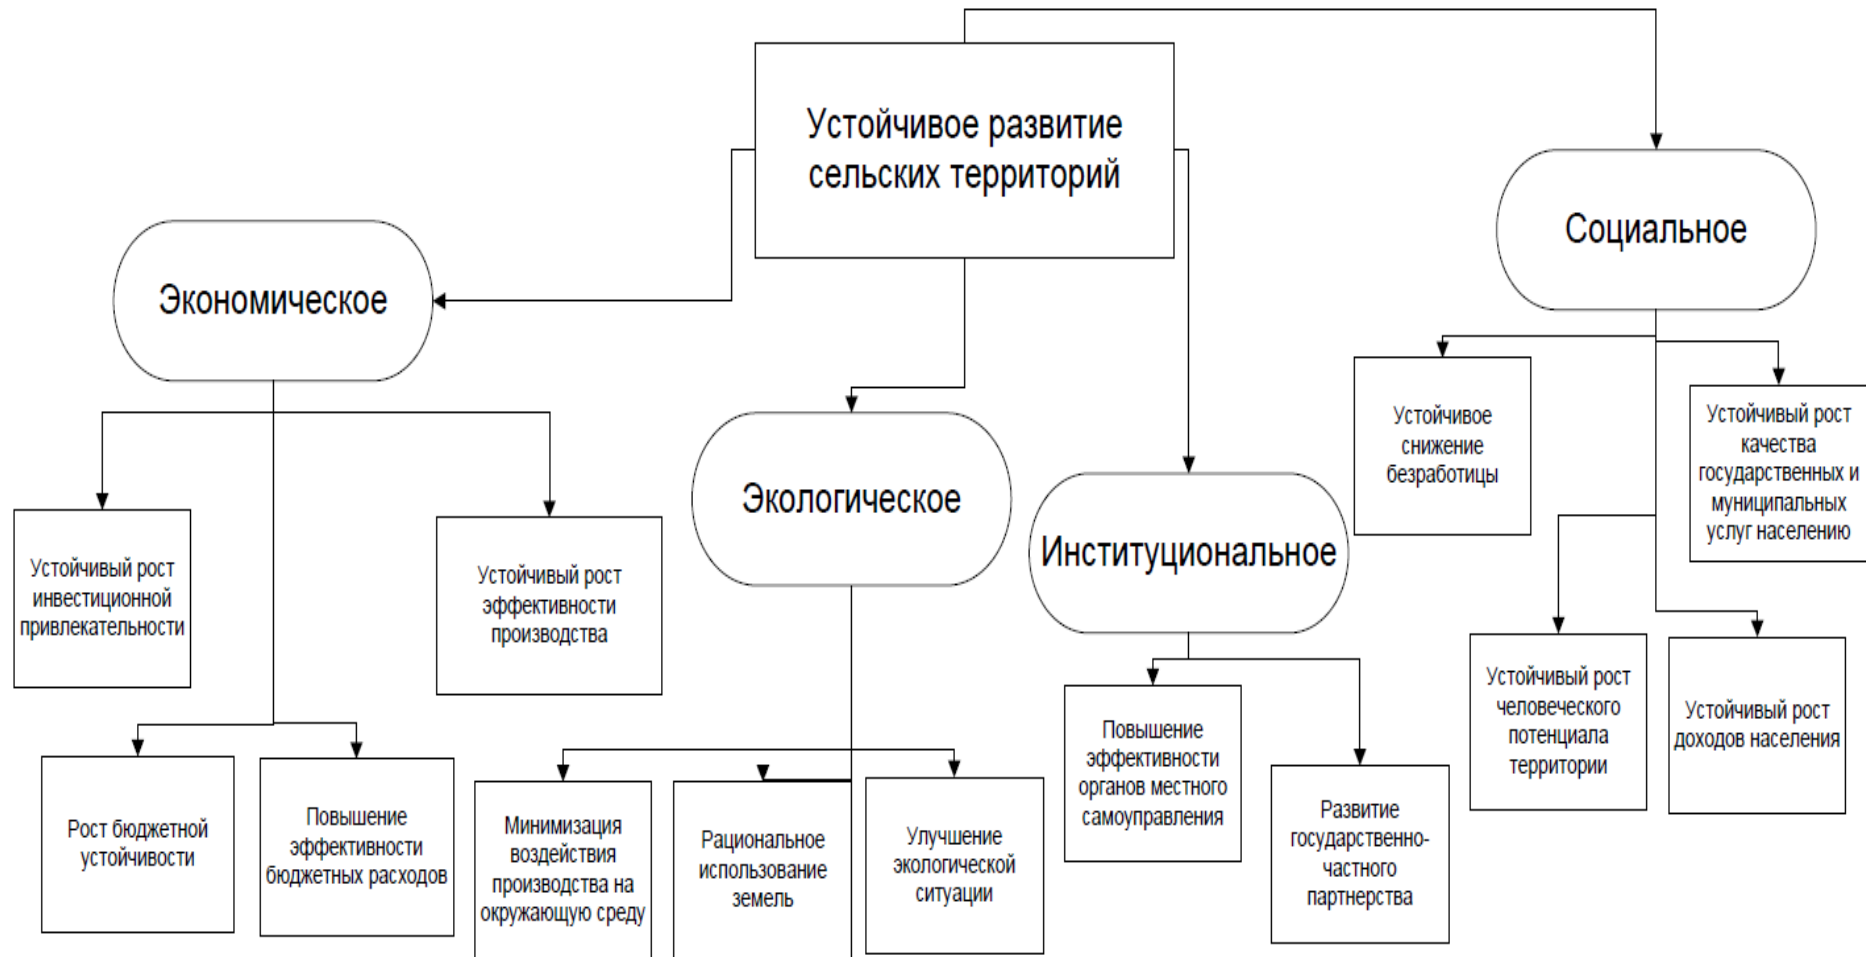 Устойчивое развитие
сельских территорий
Социальное
Экономическое
Экологическое
Институциональное
Устойчивый рост
инвестиционной
привлекательности
Устойчивый рост
эффективности
производства
Рост бюджетной
устойчивости
Повышение
эффективности
бюджетных расходов
Минимизация
воздействия
производства на
окружающую среду
Рациональное
использование
земель
Улучшение
экологической
ситуации
Повышение
эффективности
органов местного
самоуправления
Развитие
государственно-
частного
партнерства
Устойчивое
снижение
безработицы
Устойчивый рост
качества
государственных и
муниципальных
услуг населению
Устойчивый рост
человеческого
потенциала
территории
Устойчивый рост
доходов населения